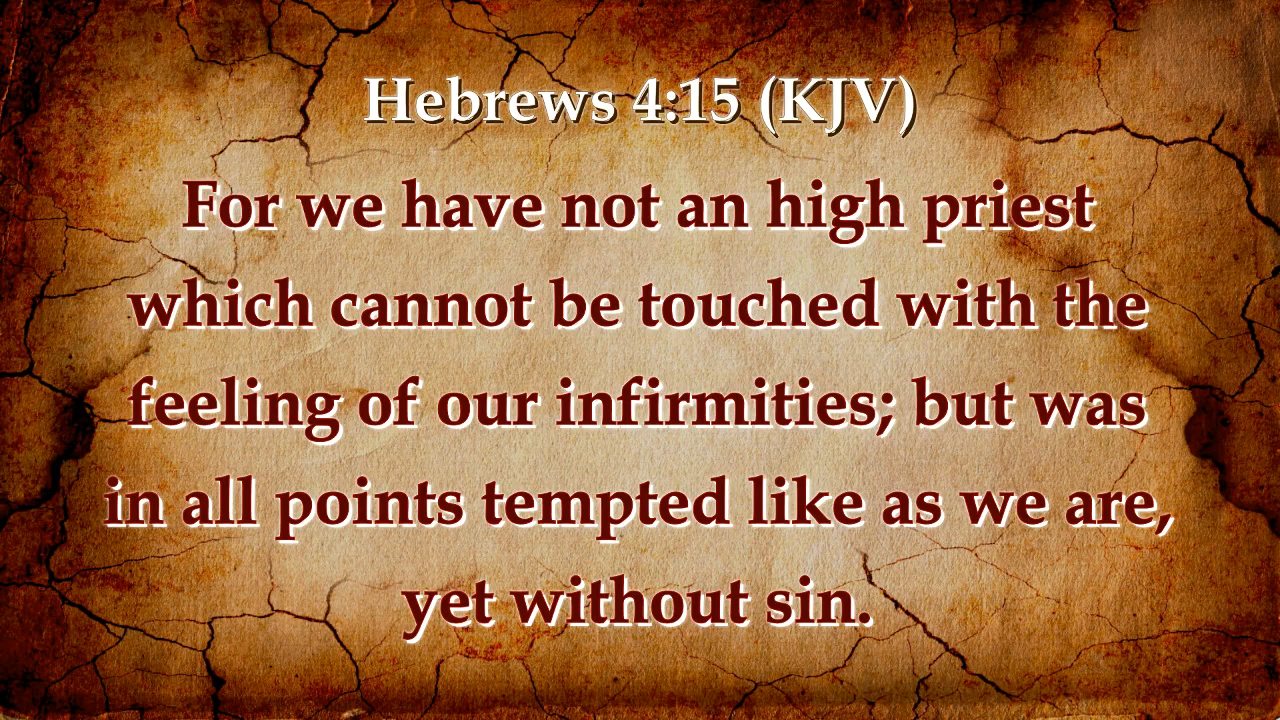 Hebrews 4:15 (KJV)
For we have not an high priest
which cannot be touched with the
feeling of our infirmities; but was
in all points tempted like as we are,
yet without sin.